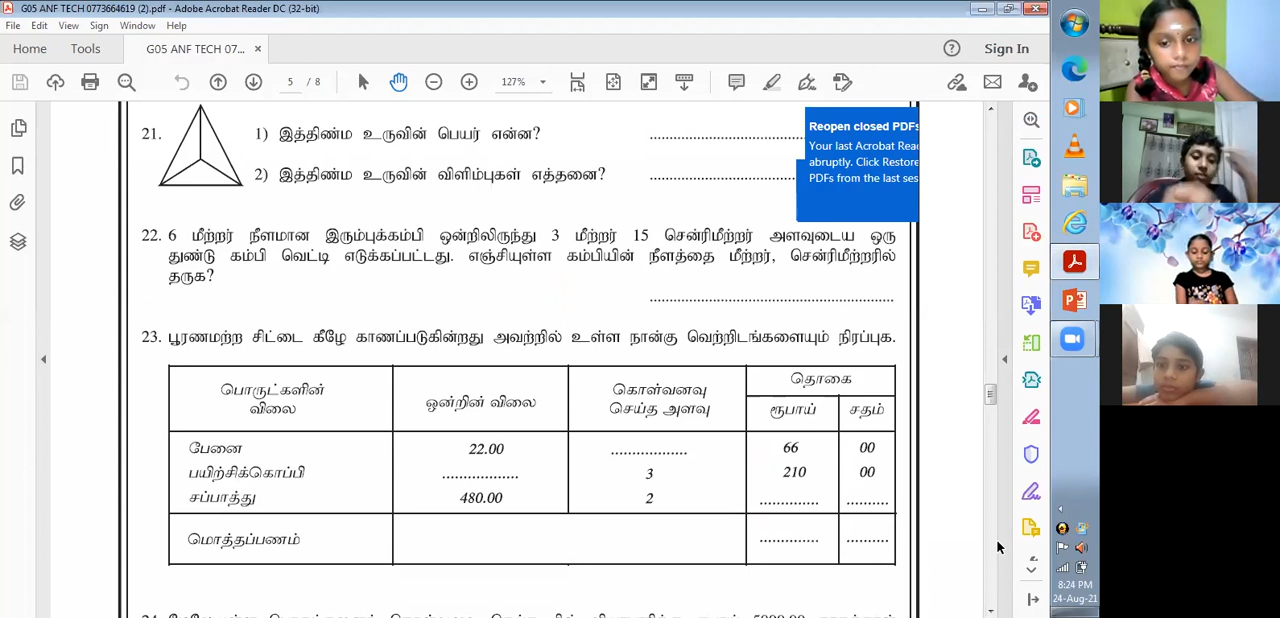 G05 ANF TECH 0773664619 (2).pdf - Adobe Acrobat Reader DC (32-bit)
File Edit View Sign Window Help
Home Tools G05 ANF TECH 07... × Sign In
5 / 8 127%
Reopen closed PDFs
Your last Acrobat Read
abruptly. Click Restore
PDFs from the last ses
21. 1) இத்திண்ம உருவின் பெயர் என்ன? ......................................
2) இத்திண்ம உருவின் விளிம்புகள் எத்தனை? ......................................
22. 6 மீற்றர் நீளமான இரும்புக்கம்பி ஒன்றிலிருந்து 3 மீற்றர் 15 சென்ரிமீற்றர் அளவுடைய ஒரு
துண்டு கம்பி வெட்டி எடுக்கப்பட்டது. எஞ்சியுள்ள கம்பியின் நீளத்தை மீற்றர், சென்ரிமீற்றரில்
தருக?
............................................................
23. பூரணமற்ற சிட்டை கீழே காணப்படுகின்றது அவற்றில் உள்ள நான்கு வெற்றிடங்களையும் நிரப்புக.
பொருட்களின் விலை ஒன்றின் விலை கொள்வனவு செய்த அளவு தொகை
ரூபாய் சதம்
பேனை 22.00 .................. 66 00
பயிற்சிக்கொப்பி .................. 3 210 00
சப்பாத்து 480.00 2 .............. ..........
மொத்தப்பணம் .............. ..........
8:24 PM
24-Aug-21